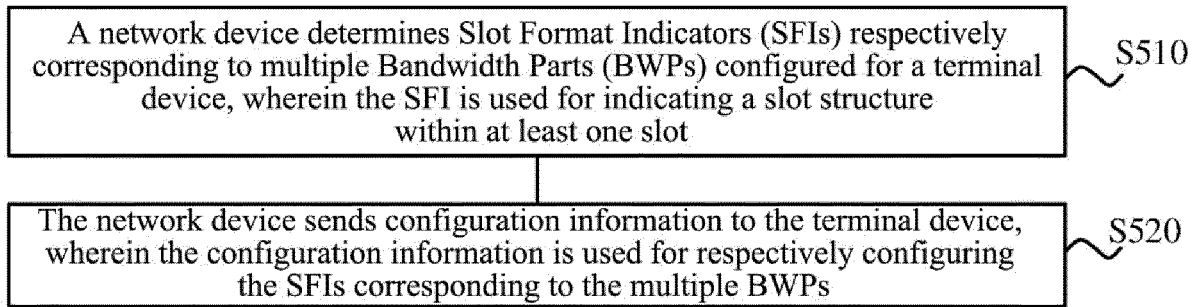 A network device determines Slot Format Indicators (SFIs) respectively
corresponding to multiple Bandwidth Parts (BWPs) configured for a terminal
device, wherein the SFI is used for indicating a slot structure
within at least one slot
S510
The network device sends configuration information to the terminal device,
wherein the configuration information is used for respectively configuring
the SFIs corresponding to the multiple BWPs
S520